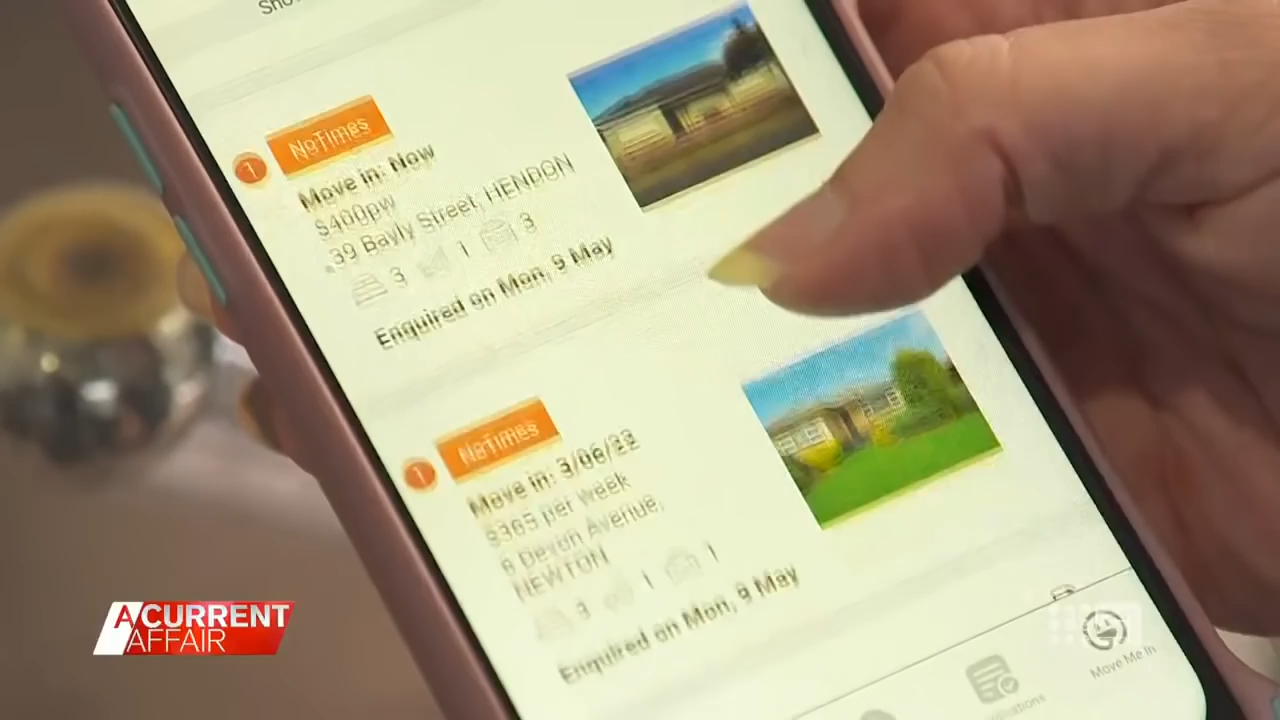 1
NoTimes
Move in: Now
$400pw
39 Bayly Street, HENDON
3 1 3
Enquired on Mon, 9 May
1
NoTimes
Move in: 3/06/22
$365 per week
6 Devon Avenue,
NEWTON
3 1 1
Enquired on Mon, 9 May
Move Me In
A CURRENT
AFFAIR